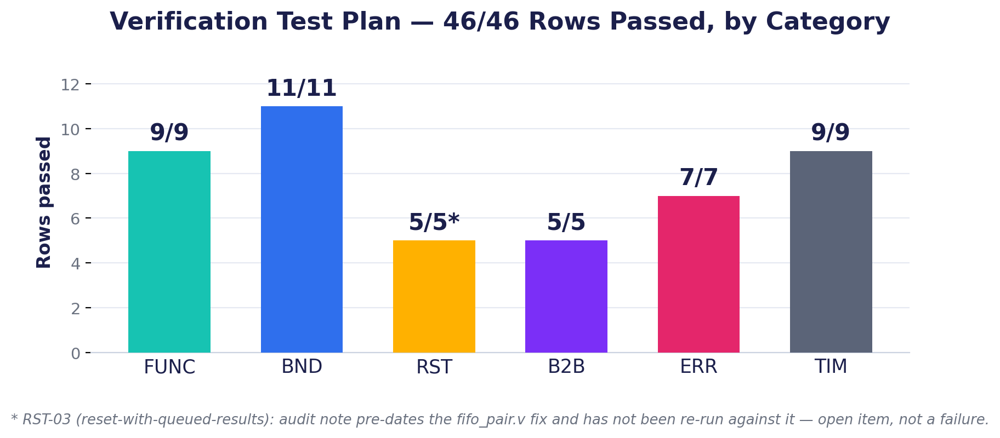 Verification Test Plan — 46/46 Rows Passed, by Category
Rows passed
12
10
8
6
4
2
0
9/9
11/11
5/5*
5/5
7/7
9/9
FUNC
BND
RST
B2B
ERR
TIM
* RST-03 (reset-with-queued-results): audit note pre-dates the fifo_pair.v fix and has not been re-run against it — open item, not a failure.